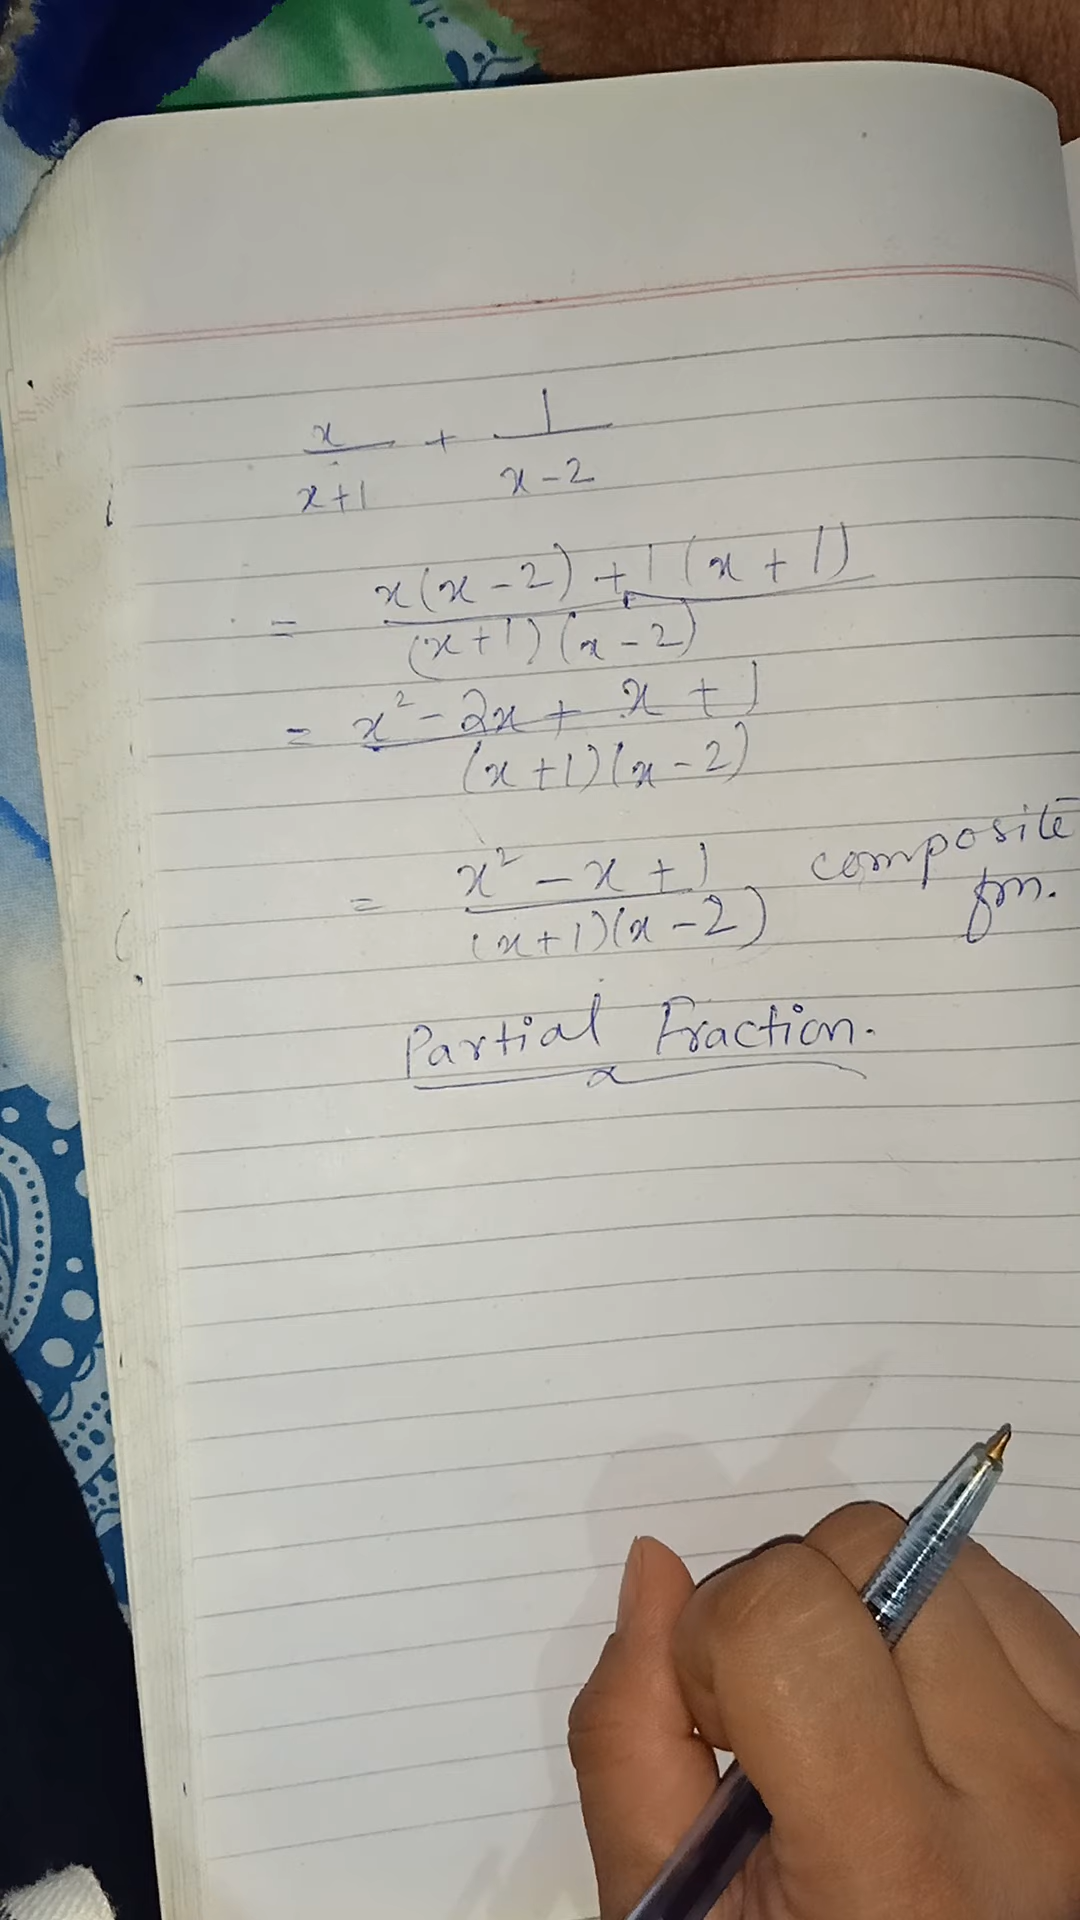 x/(x+1) + 1/(x-2)
= (x(x-2) + 1(x+1))/((x+1)(x-2))
= (x² - 2x + x + 1)/((x+1)(x-2))
= (x² - x + 1)/((x+1)(x-2)) composite fm.
Partial Fraction.